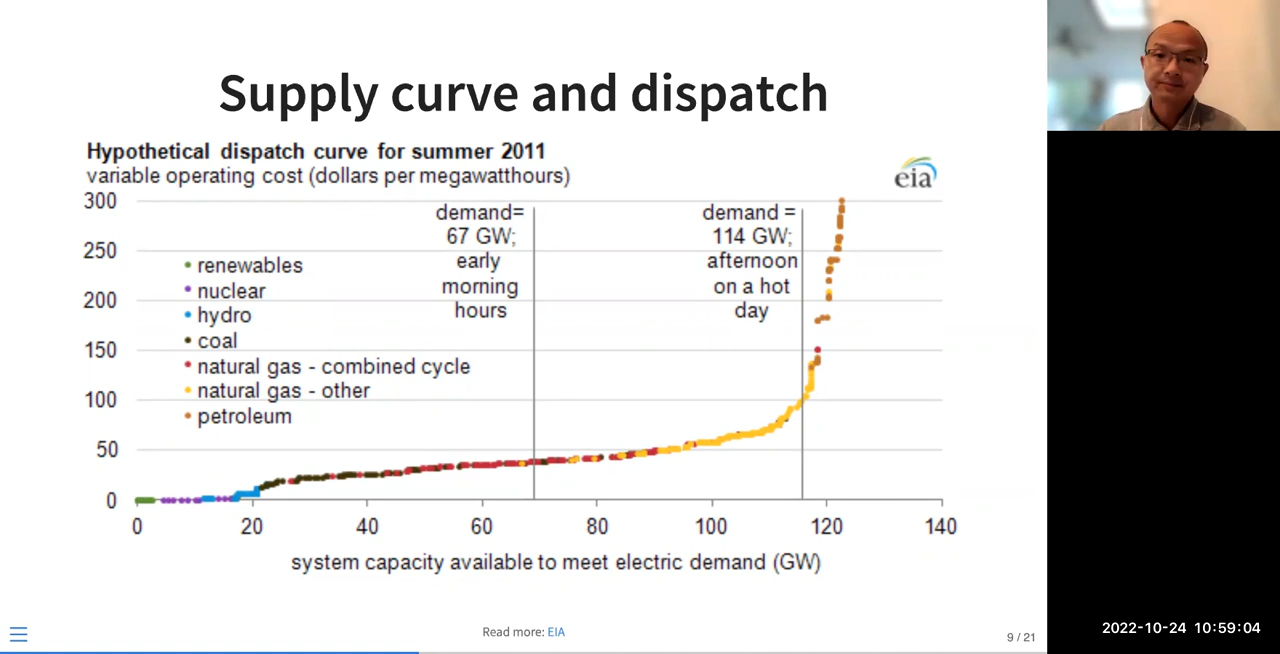 Supply curve and dispatch
Hypothetical dispatch curve for summer 2011
variable operating cost (dollars per megawatthours)
eia
300
250
200
150
100
50
0
demand=
67 GW;
early
morning
hours
demand =
114 GW;
afternoon
on a hot
day
renewables
nuclear
hydro
coal
natural gas - combined cycle
natural gas - other
petroleum
0 20 40 60 80 100 120 140
system capacity available to meet electric demand (GW)
Read more: EIA
9 / 21
2022-10-24 10:59:04